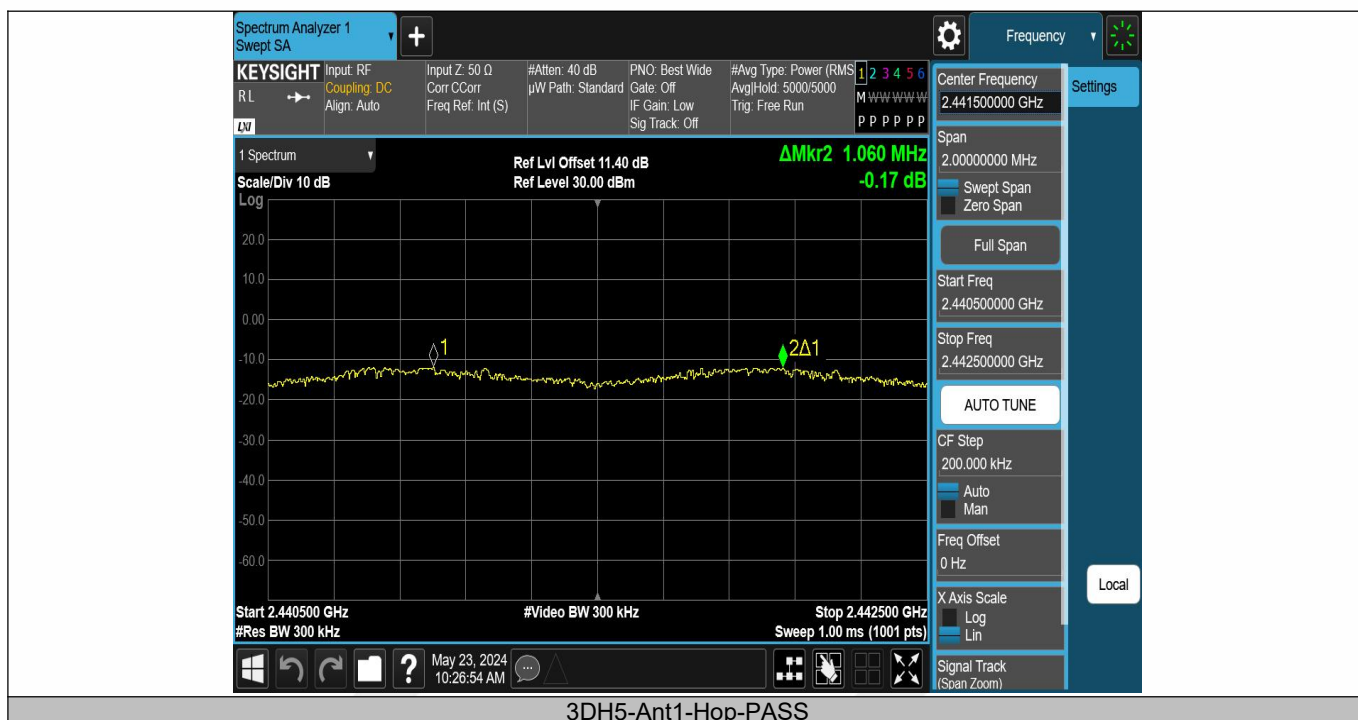 Spectrum Analyzer 1
Swept SA
+
Frequency
KEYSIGHT
RL
LXI
Input: RF
Coupling: DC
Align: Auto
Input Z: 50 Ω
Corr CCorr
Freq Ref: Int (S)
#Atten: 40 dB
µW Path: Standard
PNO: Best Wide
Gate: Off
IF Gain: Low
Sig Track: Off
#Avg Type: Power (RMS
Avg|Hold: 5000/5000
Trig: Free Run
1 2 3 4 5 6
M W W W W W
P P P P P P
1 Spectrum
Scale/Div 10 dB
Log
Ref Lvl Offset 11.40 dB
Ref Level 30.00 dBm
ΔMkr2 1.060 MHz
-0.17 dB
20.0
10.0
0.00
-10.0
-20.0
-30.0
-40.0
-50.0
-60.0
1
2Δ1
Start 2.440500 GHz
#Res BW 300 kHz
#Video BW 300 kHz
Stop 2.442500 GHz
Sweep 1.00 ms (1001 pts)
?
May 23, 2024
10:26:54 AM
Center Frequency
2.441500000 GHz
Settings
Span
2.00000000 MHz
Swept Span
Zero Span
Full Span
Start Freq
2.440500000 GHz
Stop Freq
2.442500000 GHz
AUTO TUNE
CF Step
200.000 kHz
Auto
Man
Freq Offset
0 Hz
Local
X Axis Scale
Log
Lin
Signal Track
(Span Zoom)
3DH5-Ant1-Hop-PASS